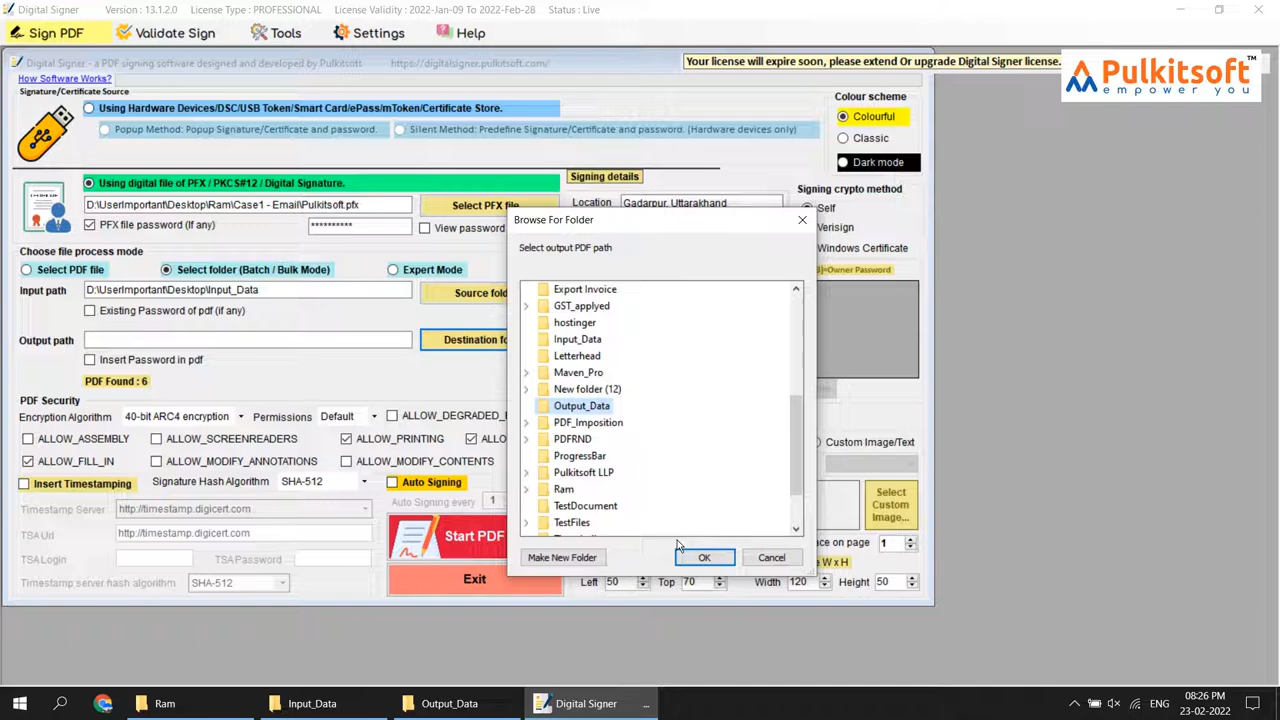 Digital Signer Version : 13.1.2.0 License Type : PROFESSIONAL License Validity : 2022-Jan-09 To 2022-Feb-28 Status : Live
Sign PDF Validate Sign Tools Settings Help
Digital Signer - a PDF signing software designed and developed by Pulkitsoft https://digitalsigner.pulkitsoft.com/
Your license will expire soon, please extend Or upgrade Digital Signer license.
Pulkitsoft™
empower you
How Software Works?
Signature/Certificate Source
Using Hardware Devices/DSC/USB Token/Smart Card/ePass/mToken/Certificate Store.
Popup Method: Popup Signature/Certificate and password. Silent Method: Predefine Signature/Certificate and password. (Hardware devices only)
Colour scheme
Colourful
Classic
Dark mode
Using digital file of PFX / PKCS#12 / Digital Signature.
Signing details
D:\UserImportant\Desktop\Ram\Case1 - Email\Pulkitsoft.pfx
Select PFX file
Location Gadarpur, Uttarakhand
PFX file password (If any) ********** View password
Signing crypto method
Self
Verisign
Windows Certificate
=Owner Password
Choose file process mode
Select PDF file Select folder (Batch / Bulk Mode) Expert Mode
Input path D:\UserImportant\Desktop\Input_Data Source fold
Existing Password of pdf (if any)
Output path Destination fo
Insert Password in pdf
PDF Found : 6
PDF Security
Encryption Algorithm 40-bit ARC4 encryption Permissions Default ALLOW_DEGRADED_P
ALLOW_ASSEMBLY ALLOW_SCREENREADERS ALLOW_PRINTING ALLO
ALLOW_FILL_IN ALLOW_MODIFY_ANNOTATIONS ALLOW_MODIFY_CONTENTS
Insert Timestamping Signature Hash Algorithm SHA-512 Auto Signing
Timestamp Server http://timestamp.digicert.com Auto Signing every 1
TSA Url http://timestamp.digicert.com
TSA Login TSA Password
Timestamp server hash algorithm SHA-512
Start PDF
Exit
Browse For Folder
Select output PDF path
Export Invoice
GST_applyed
hostinger
Input_Data
Letterhead
Maven_Pro
New folder (12)
Output_Data
PDF_Imposition
PDFRND
ProgressBar
Pulkitsoft LLP
Ram
TestDocument
TestFiles
Make New Folder OK Cancel
Custom Image/Text
Select
Custom
Image...
ce on page 1
W x H
Left 50 Top 70 Width 120 Height 50
Ram Input_Data Output_Data Digital Signer ...
ENG
08:26 PM
23-02-2022